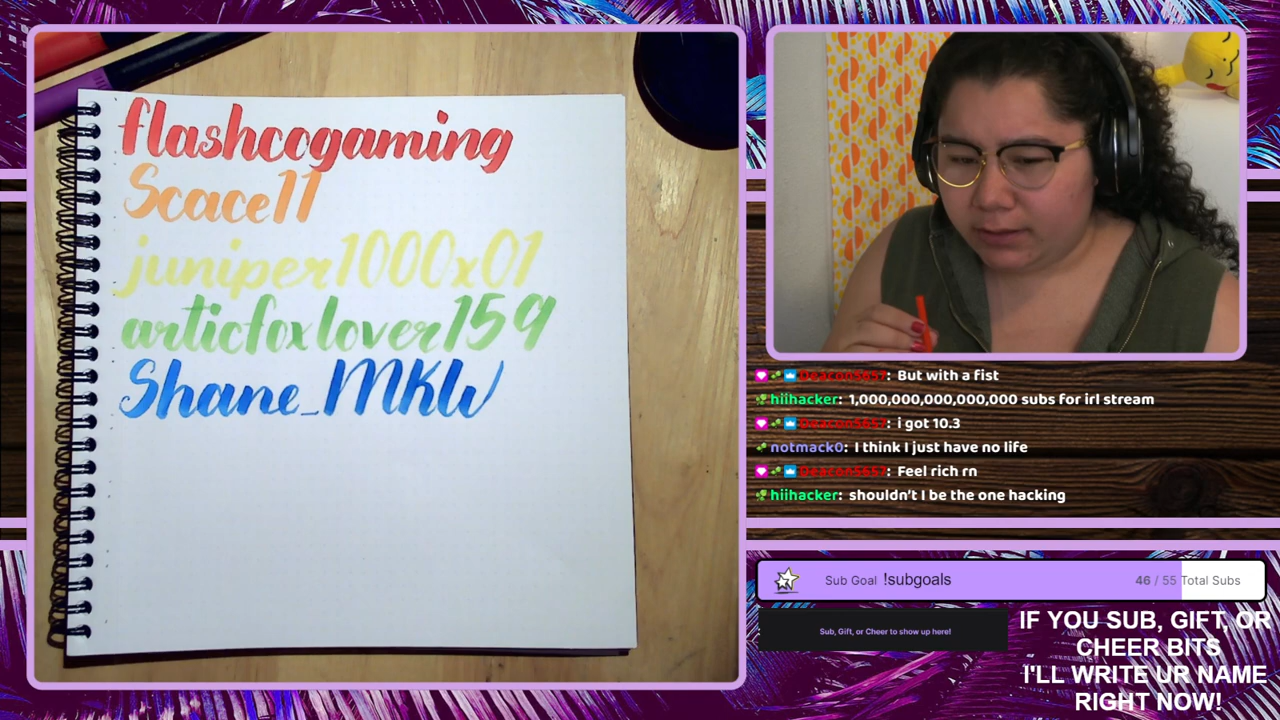 flashcogaming
Scace11
juniper1000x01
articfoxlover159
Shane_MKW
Deacon5657: But with a fist
hiihacker: 1,000,000,000,000,000 subs for irl stream
Deacon5657: i got 10.3
notmack0: I think I just have no life
Deacon5657: Feel rich rn
hiihacker: shouldn't I be the one hacking
Sub Goal !subgoals 46 / 55 Total Subs
Sub, Gift, or Cheer to show up here!
IF YOU SUB, GIFT, OR
CHEER BITS
I'LL WRITE UR NAME
RIGHT NOW!